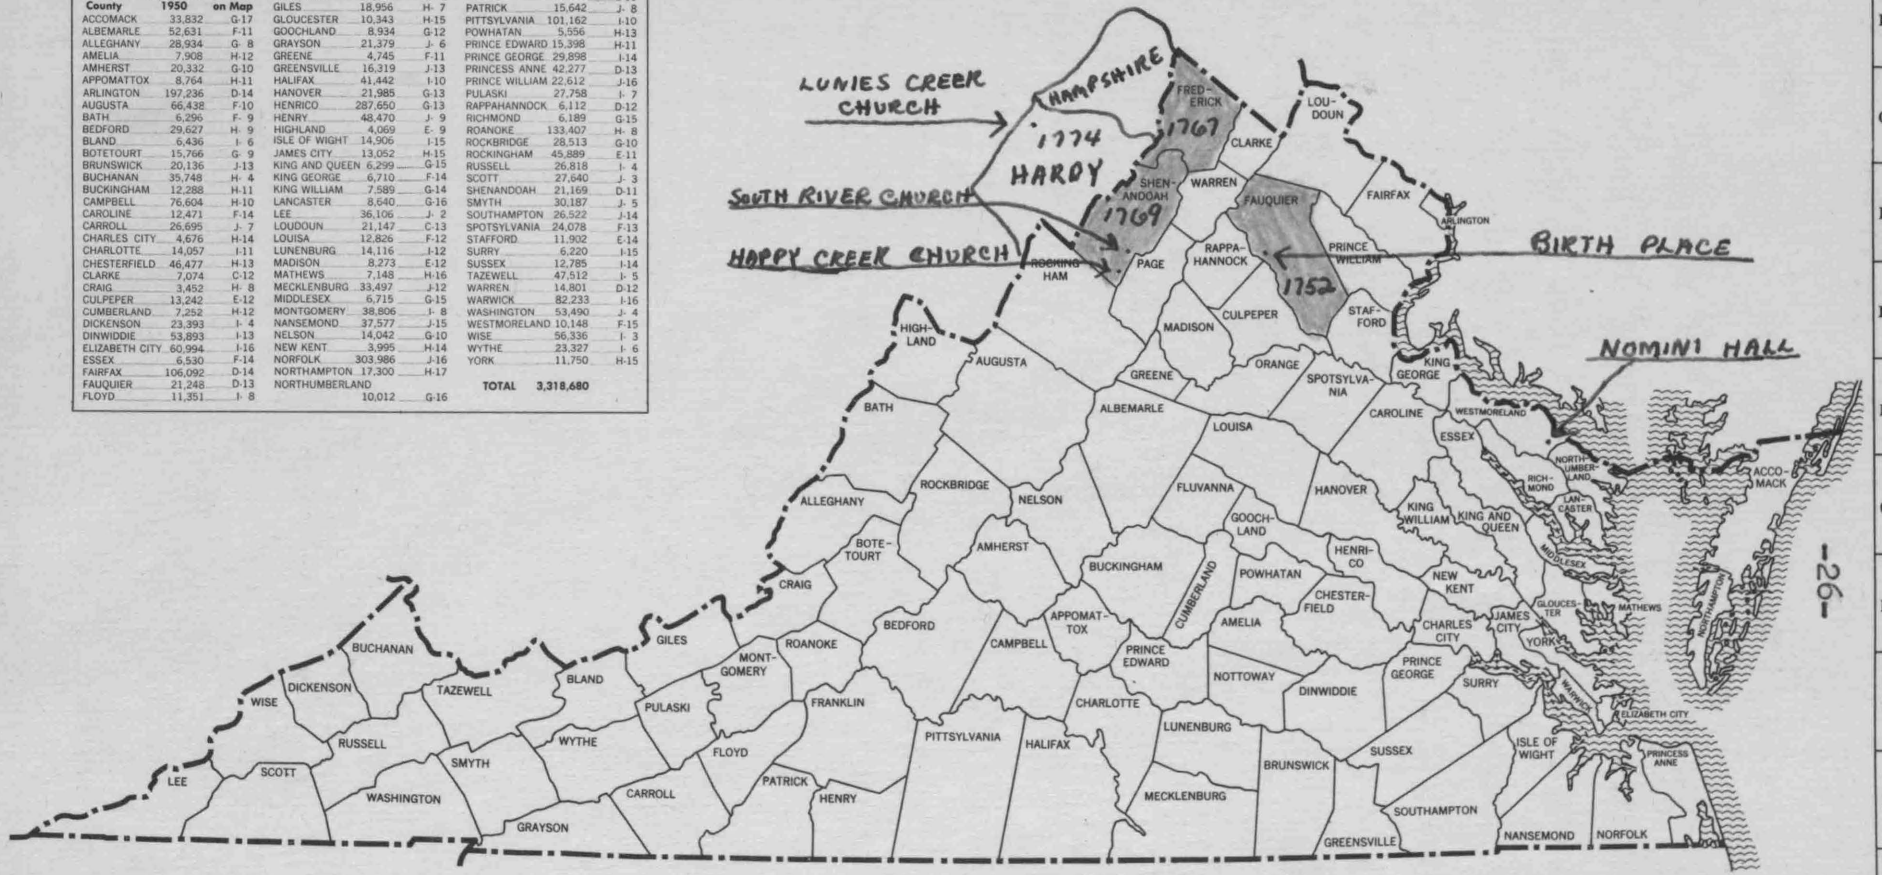 County 1950 on Map
ACCOMACK 33,832 G-17
ALBEMARLE 52,631 F-11
ALLEGHANY 28,934 G- 8
AMELIA 7,908 H-12
AMHERST 20,332 G-10
APPOMATTOX 8,764 H-11
ARLINGTON 197,236 D-14
AUGUSTA 66,438 F-10
BATH 6,296 F- 9
BEDFORD 29,627 H- 9
BLAND 6,436 I- 6
BOTETOURT 15,766 G- 9
BRUNSWICK 20,136 J-13
BUCHANAN 35,748 H- 4
BUCKINGHAM 12,288 H-11
CAMPBELL 76,604 H-10
CAROLINE 12,471 F-14
CARROLL 26,695 J- 7
CHARLES CITY 4,676 H-14
CHARLOTTE 14,057 I-11
CHESTERFIELD 46,477 H-13
CLARKE 7,074 C-12
CRAIG 3,452 H- 8
CULPEPER 13,242 E-12
CUMBERLAND 7,252 H-12
DICKENSON 23,393 I- 4
DINWIDDIE 53,893 I-13
ELIZABETH CITY 60,994 I-16
ESSEX 6,530 F-14
FAIRFAX 106,092 D-14
FAUQUIER 21,248 D-13
FLOYD 11,351 I- 8
GILES 18,956 H- 7
GLOUCESTER 10,343 H-15
GOOCHLAND 8,934 G-12
GRAYSON 21,379 J- 6
GREENE 4,745 F-11
GREENSVILLE 16,319 J-13
HALIFAX 41,442 I-10
HANOVER 21,985 G-13
HENRICO 287,650 G-13
HENRY 48,470 J- 9
HIGHLAND 4,069 E- 9
ISLE OF WIGHT 14,906 I-15
JAMES CITY 13,052 H-15
KING AND QUEEN 6,299 G-15
KING GEORGE 6,710 F-14
KING WILLIAM 7,589 G-14
LANCASTER 8,640 G-16
LEE 36,106 J- 2
LOUDOUN 21,147 C-13
LOUISA 12,826 F-12
LUNENBURG 14,116 I-12
MADISON 8,273 E-12
MATHEWS 7,148 H-16
MECKLENBURG 33,497 J-12
MIDDLESEX 6,715 G-15
MONTGOMERY 38,806 I- 8
NANSEMOND 37,577 J-15
NELSON 14,042 G-10
NEW KENT 3,995 H-14
NORFOLK 303,986 J-16
NORTHAMPTON 17,300 H-17
NORTHUMBERLAND
10,012 G-16
PATRICK 15,642 J- 8
PITTSYLVANIA 101,162 I-10
POWHATAN 5,556 H-13
PRINCE EDWARD 15,398 H-11
PRINCE GEORGE 29,898 I-14
PRINCESS ANNE 42,277 D-13
PRINCE WILLIAM 22,612 J-16
PULASKI 27,758 I- 7
RAPPAHANNOCK 6,112 D-12
RICHMOND 6,189 G-15
ROANOKE 133,407 H- 8
ROCKBRIDGE 28,513 G-10
ROCKINGHAM 45,889 E-11
RUSSELL 26,818 I- 4
SCOTT 27,640 J- 3
SHENANDOAH 21,169 D-11
SMYTH 30,187 J- 5
SOUTHAMPTON 26,522 J-14
SPOTSYLVANIA 24,078 F-13
STAFFORD 11,902 E-14
SURRY 6,220 I-15
SUSSEX 12,785 I-14
TAZEWELL 47,512 I- 5
WARREN 14,801 D-12
WARWICK 82,233 I-16
WASHINGTON 53,490 J- 4
WESTMORELAND 10,148 F-15
WISE 56,336 I- 3
WYTHE 23,327 I- 6
YORK 11,750 H-15
TOTAL 3,318,680
LUNIES CREEK
CHURCH
HAMPSHIRE
1774
HARDY
SOUTH RIVER CHURCH
HAPPY CREEK CHURCH
FRED-
ERICK
1767
LOU-
DOUN
CLARKE
SHEN-
ANDOAH
1769
WARREN
FAUQUIER
1752
FAIRFAX
ARLINGTON
PRINCE
WILLIAM
BIRTH PLACE
ROCKING
HAM
PAGE
RAPPA-
HANNOCK
CULPEPER
MADISON
STAF-
FORD
NOMINI HALL
HIGH-
LAND
AUGUSTA
GREENE
ORANGE
SPOTSYLVA-
NIA
KING
GEORGE
BATH
ALBEMARLE
LOUISA
CAROLINE
WESTMORELAND
ESSEX
NORTH-
UMBER-
LAND
RICH-
MOND
LAN-
CASTER
ACCO-
MACK
ALLEGHANY
ROCKBRIDGE
NELSON
FLUVANNA
HANOVER
GOOCH-
LAND
KING
WILLIAM
KING AND
QUEEN
MIDDLESEX
-26-
BOTE-
TOURT
AMHERST
BUCKINGHAM
CUMBERLAND
POWHATAN
HENRI-
CO
NEW
KENT
CRAIG
CHESTER-
FIELD
GLOUCES-
TER
MATHEWS
NORTHAMPTON
BEDFORD
APPOMAT-
TOX
AMELIA
CHARLES
CITY
JAMES
CITY
YORK
BUCHANAN
GILES
MONT-
GOMERY
ROANOKE
CAMPBELL
PRINCE
EDWARD
NOTTOWAY
DINWIDDIE
PRINCE
GEORGE
SURRY
WARWICK
ELIZABETH CITY
WISE
DICKENSON
TAZEWELL
BLAND
PULASKI
FRANKLIN
CHARLOTTE
RUSSELL
WYTHE
FLOYD
PITTSYLVANIA
HALIFAX
LUNENBURG
SUSSEX
ISLE OF
WIGHT
PRINCESS
ANNE
LEE
SCOTT
SMYTH
WASHINGTON
CARROLL
PATRICK
HENRY
MECKLENBURG
BRUNSWICK
SOUTHAMPTON
GRAYSON
GREENSVILLE
NANSEMOND
NORFOLK